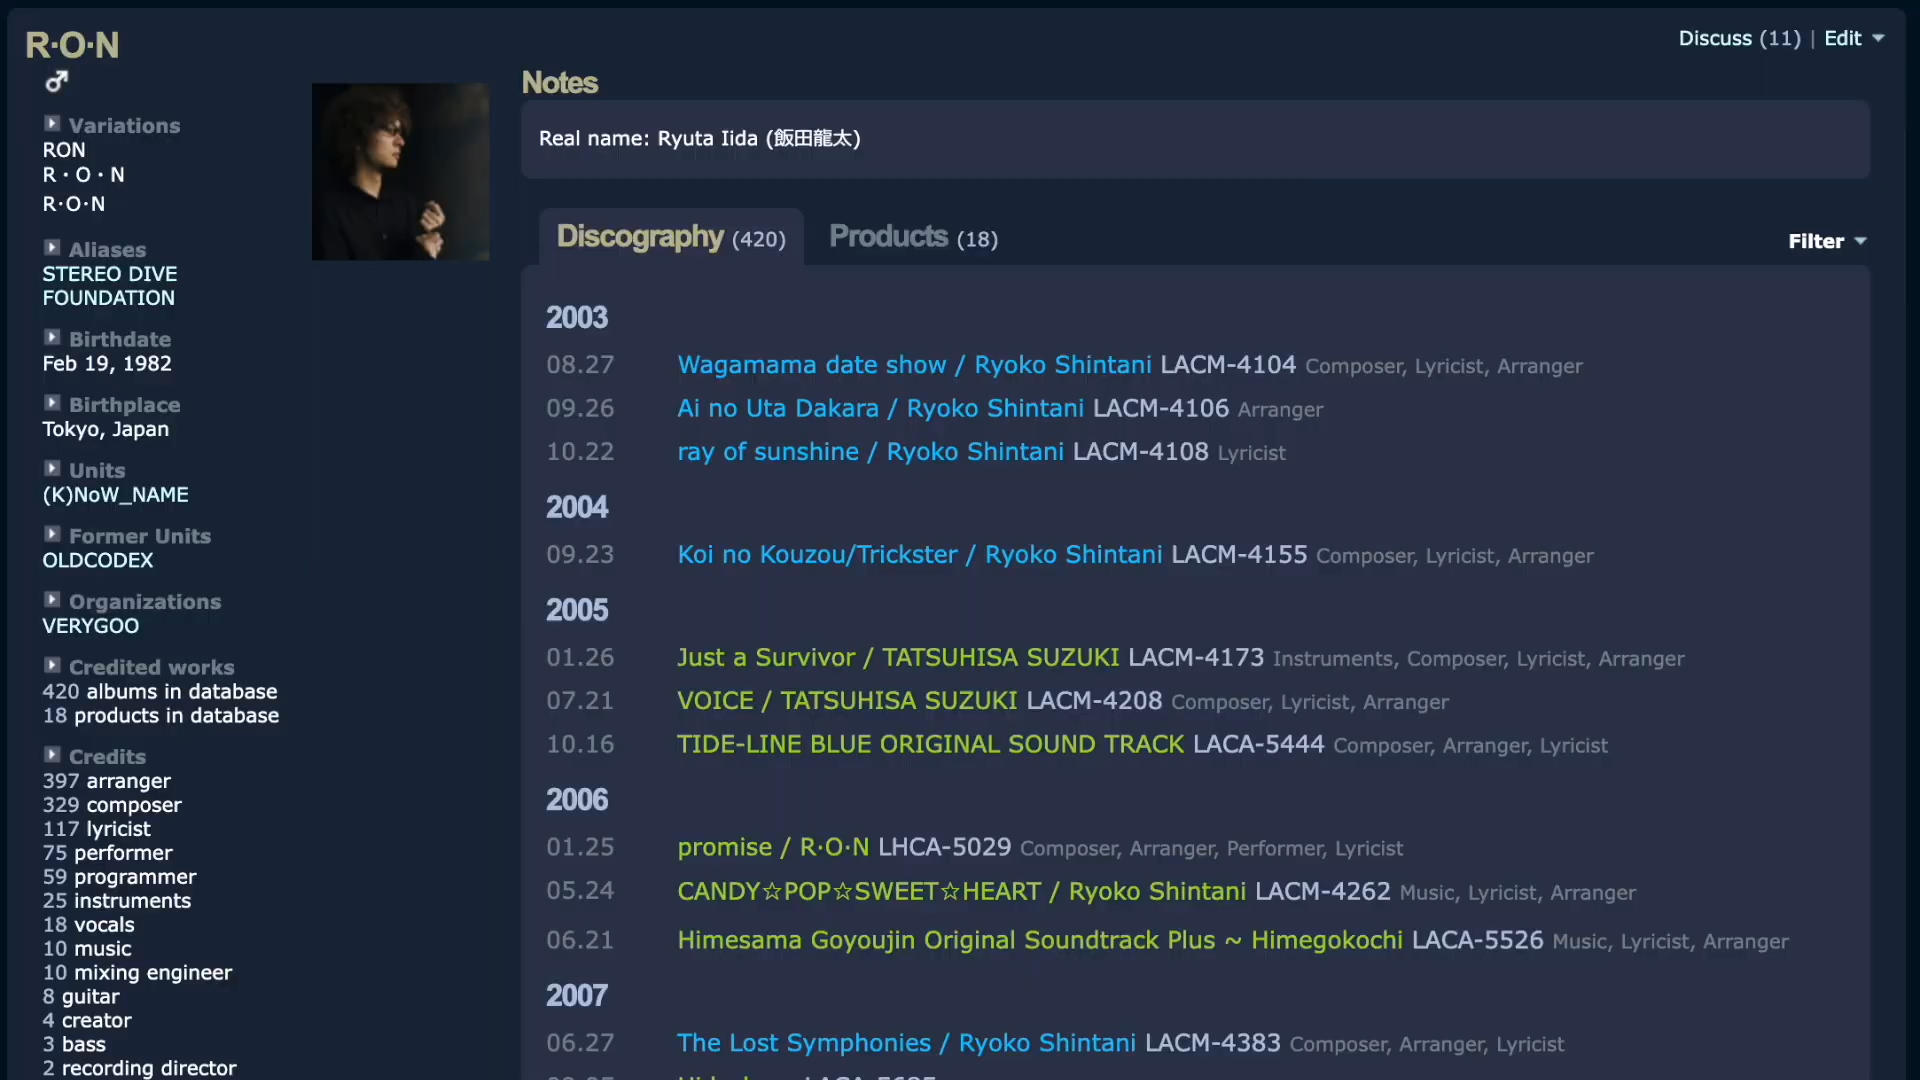 R·O·N
Discuss (11) | Edit
Variations
RON
R・O・N
R·O·N
Aliases
STEREO DIVE
FOUNDATION
Birthdate
Feb 19, 1982
Birthplace
Tokyo, Japan
Units
(K)NoW_NAME
Former Units
OLDCODEX
Organizations
VERYGOO
Credited works
420 albums in database
18 products in database
Credits
397 arranger
329 composer
117 lyricist
75 performer
59 programmer
25 instruments
18 vocals
10 music
10 mixing engineer
8 guitar
4 creator
3 bass
2 recording director
Notes
Real name: Ryuta Iida (飯田龍太)
Discography (420) Products (18)
Filter
2003
08.27 Wagamama date show / Ryoko Shintani LACM-4104 Composer, Lyricist, Arranger
09.26 Ai no Uta Dakara / Ryoko Shintani LACM-4106 Arranger
10.22 ray of sunshine / Ryoko Shintani LACM-4108 Lyricist
2004
09.23 Koi no Kouzou/Trickster / Ryoko Shintani LACM-4155 Composer, Lyricist, Arranger
2005
01.26 Just a Survivor / TATSUHISA SUZUKI LACM-4173 Instruments, Composer, Lyricist, Arranger
07.21 VOICE / TATSUHISA SUZUKI LACM-4208 Composer, Lyricist, Arranger
10.16 TIDE-LINE BLUE ORIGINAL SOUND TRACK LACA-5444 Composer, Arranger, Lyricist
2006
01.25 promise / R·O·N LHCA-5029 Composer, Arranger, Performer, Lyricist
05.24 CANDY☆POP☆SWEET☆HEART / Ryoko Shintani LACM-4262 Music, Lyricist, Arranger
06.21 Himesama Goyoujin Original Soundtrack Plus ~ Himegokochi LACA-5526 Music, Lyricist, Arranger
2007
06.27 The Lost Symphonies / Ryoko Shintani LACM-4383 Composer, Arranger, Lyricist